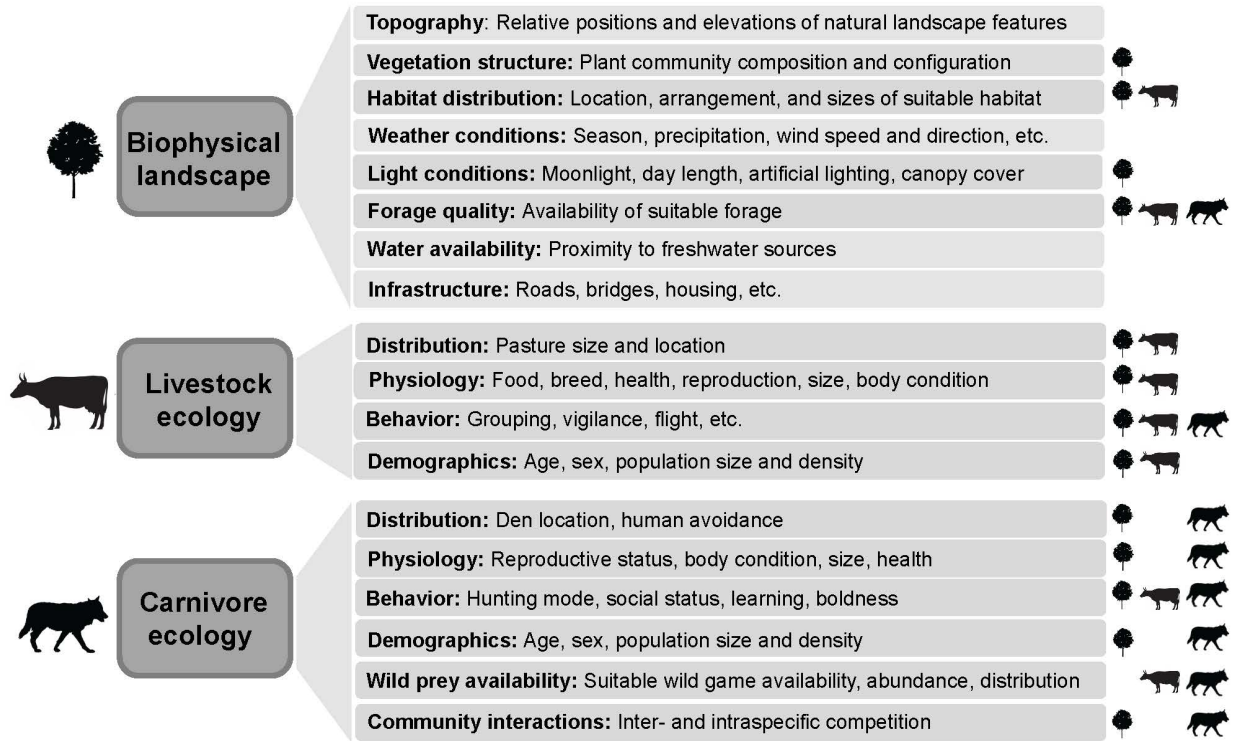 Biophysical
landscape
Topography: Relative positions and elevations of natural landscape features
Vegetation structure: Plant community composition and configuration
Habitat distribution: Location, arrangement, and sizes of suitable habitat
Weather conditions: Season, precipitation, wind speed and direction, etc.
Light conditions: Moonlight, day length, artificial lighting, canopy cover
Forage quality: Availability of suitable forage
Water availability: Proximity to freshwater sources
Infrastructure: Roads, bridges, housing, etc.
Livestock
ecology
Distribution: Pasture size and location
Physiology: Food, breed, health, reproduction, size, body condition
Behavior: Grouping, vigilance, flight, etc.
Demographics: Age, sex, population size and density
Carnivore
ecology
Distribution: Den location, human avoidance
Physiology: Reproductive status, body condition, size, health
Behavior: Hunting mode, social status, learning, boldness
Demographics: Age, sex, population size and density
Wild prey availability: Suitable wild game availability, abundance, distribution
Community interactions: Inter- and intraspecific competition